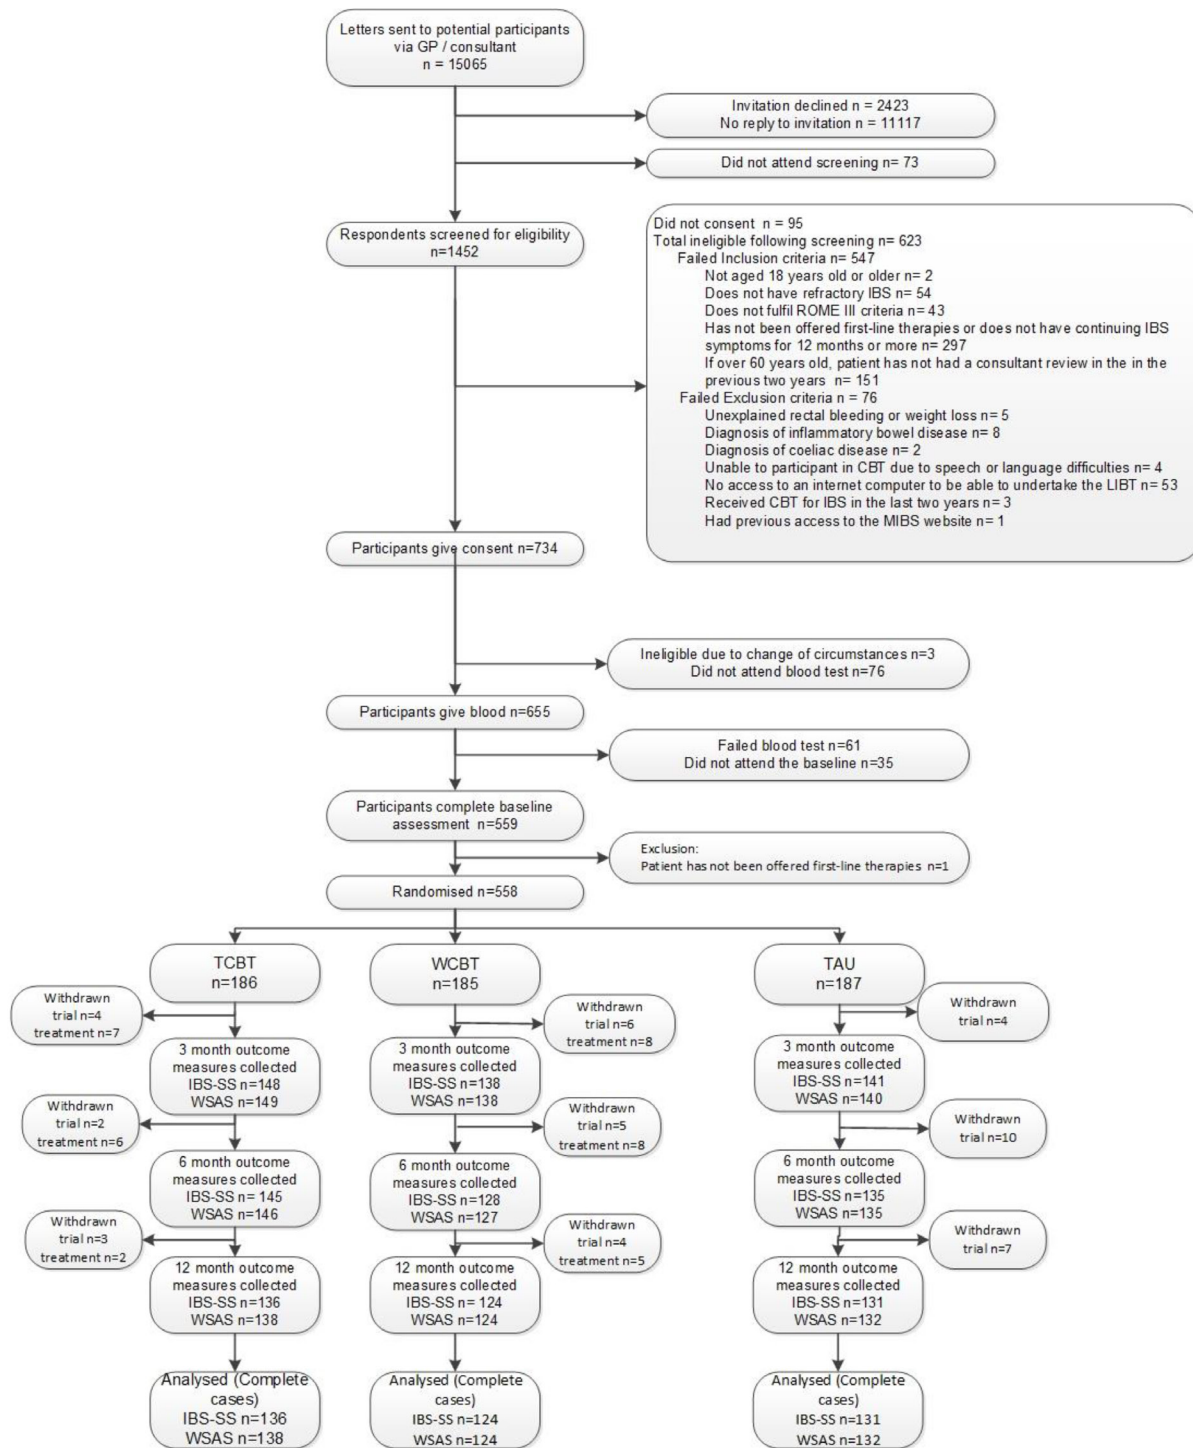 Letters sent to potential participants
via GP / consultant
n = 15065
Invitation declined n = 2423
No reply to invitation n = 11117
Did not attend screening n= 73
Respondents screened for eligibility
n=1452
Did not consent n = 95
Total ineligible following screening n= 623
Failed Inclusion criteria n= 547
Not aged 18 years old or older n= 2
Does not have refractory IBS n= 54
Does not fulfil ROME III criteria n= 43
Has not been offered first-line therapies or does not have continuing IBS
symptoms for 12 months or more n= 297
If over 60 years old, patient has not had a consultant review in the in the
previous two years n= 151
Failed Exclusion criteria n = 76
Unexplained rectal bleeding or weight loss n= 5
Diagnosis of inflammatory bowel disease n= 8
Diagnosis of coeliac disease n= 2
Unable to participant in CBT due to speech or language difficulties n= 4
No access to an internet computer to be able to undertake the LIBT n= 53
Received CBT for IBS in the last two years n= 3
Had previous access to the MIBS website n= 1
Participants give consent n=734
Ineligible due to change of circumstances n=3
Did not attend blood test n=76
Participants give blood n=655
Failed blood test n=61
Did not attend the baseline n=35
Participants complete baseline
assessment n=559
Exclusion:
Patient has not been offered first-line therapies n=1
Randomised n=558
TCBT
n=186
Withdrawn
trial n=4
treatment n=7
3 month outcome
measures collected
IBS-SS n=148
WSAS n=149
Withdrawn
trial n=2
treatment n=6
6 month outcome
measures collected
IBS-SS n= 145
WSAS n=146
Withdrawn
trial n=3
treatment n=2
12 month outcome
measures collected
IBS-SS n=136
WSAS n=138
Analysed (Complete
cases)
IBS-SS n=136
WSAS n=138
WCBT
n=185
Withdrawn
trial n=6
treatment n=8
3 month outcome
measures collected
IBS-SS n=138
WSAS n=138
Withdrawn
trial n=5
treatment n=8
6 month outcome
measures collected
IBS-SS n=128
WSAS n=127
Withdrawn
trial n=4
treatment n=5
12 month outcome
measures collected
IBS-SS n= 124
WSAS n=124
Analysed (Complete
cases)
IBS-SS n=124
WSAS n=124
TAU
n=187
Withdrawn
trial n=4
3 month outcome
measures collected
IBS-SS n=141
WSAS n=140
Withdrawn
trial n=10
6 month outcome
measures collected
IBS-SS n=135
WSAS n=135
Withdrawn
trial n=7
12 month outcome
measures collected
IBS-SS n=131
WSAS n=132
Analysed (Complete
cases)
IBS-SS n=131
WSAS n=132